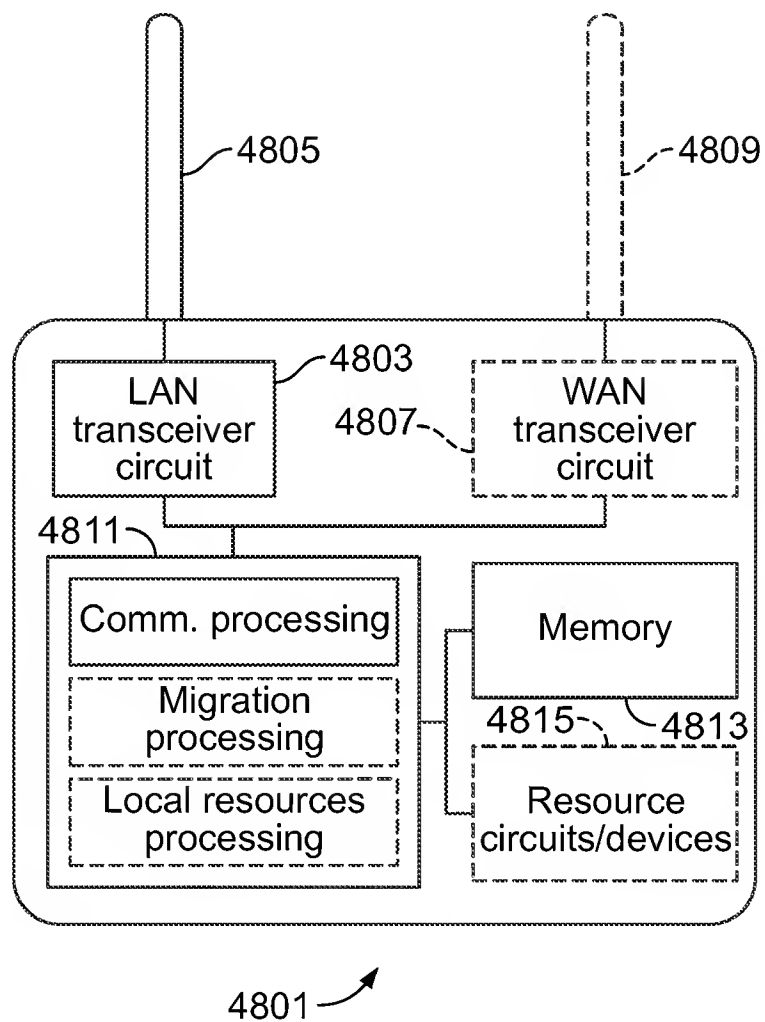 4805
4809
4803
LAN
transceiver
circuit
4807
WAN
transceiver
circuit
4811
Comm. processing
Migration
processing
Local resources
processing
Memory
4813
4815
Resource
circuits/devices
4801